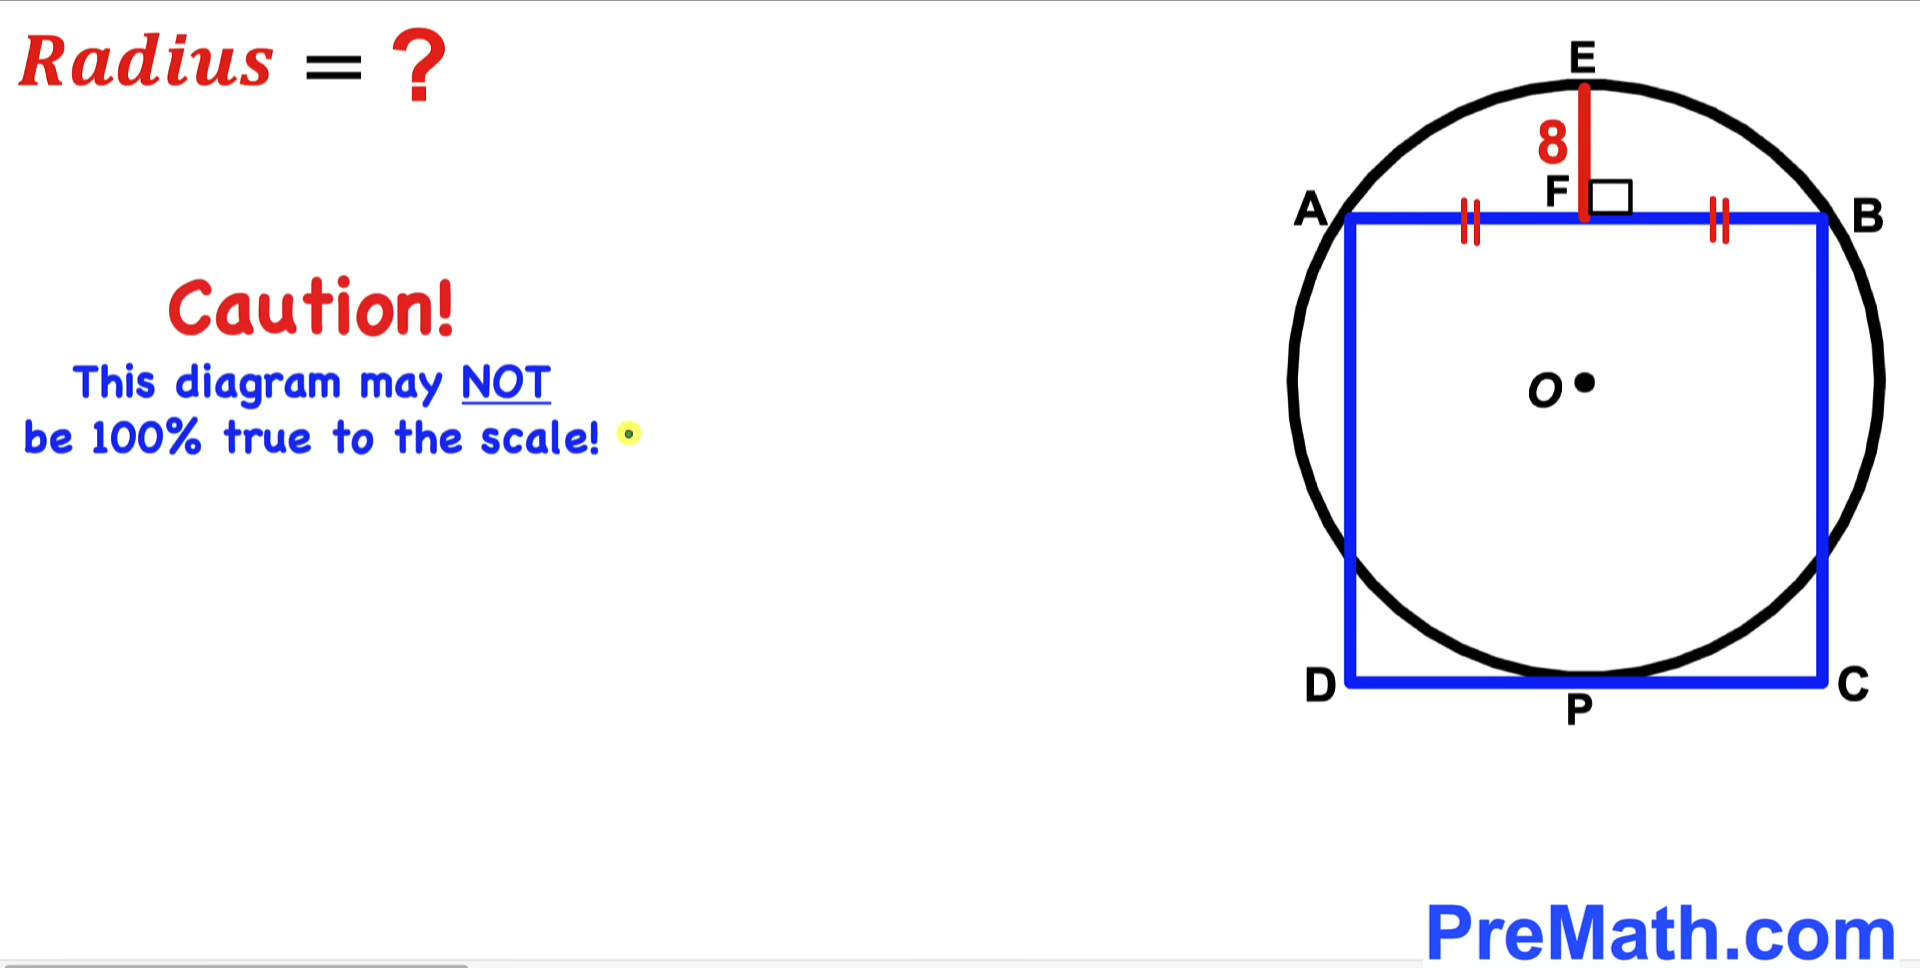 Radius = ?
E
8
F
A
B
Caution!
This diagram may NOT
be 100% true to the scale!
O
D
C
P
PreMath.com